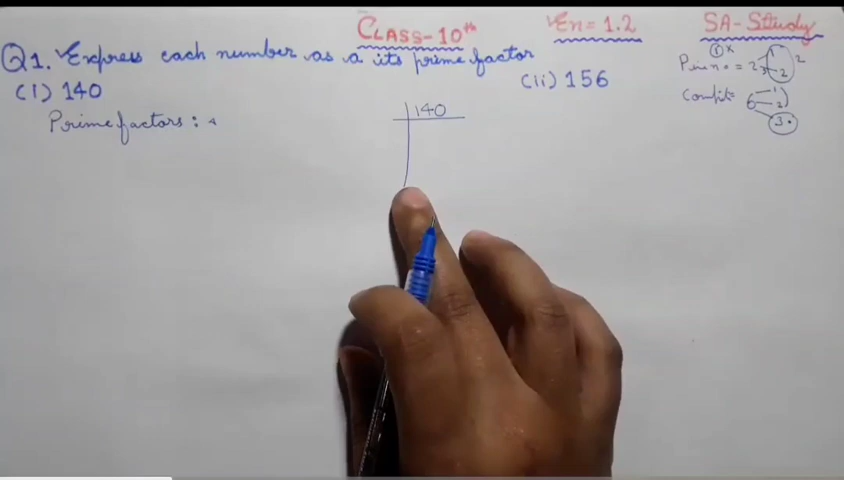 CLASS-10th Ex = 1.2 SA-Study
Q1. Express each number as a its prime factor
(i) 140 (ii) 156
Prime factors :
140